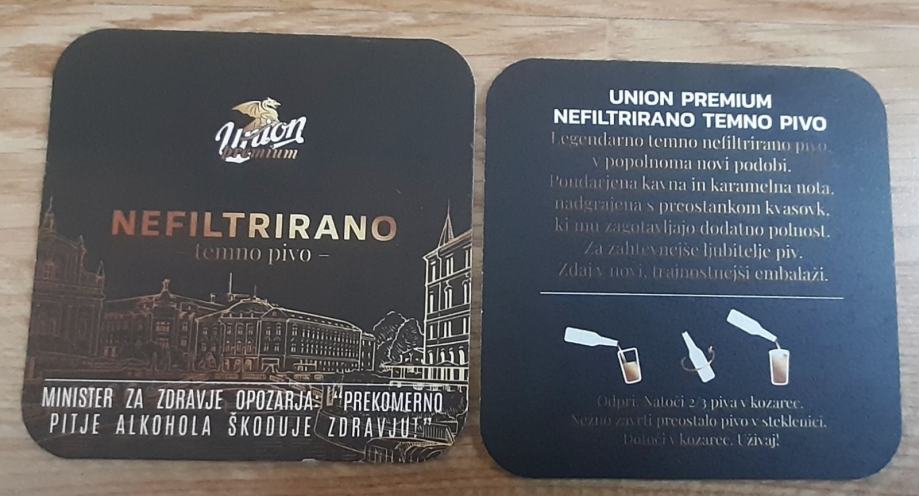 Union
premium
NEFILTRIRANO
– temno pivo –
MINISTER ZA ZDRAVJE OPOZARJA: "PREKOMERNO
PITJE ALKOHOLA ŠKODUJE ZDRAVJU!"
UNION PREMIUM
NEFILTRIRANO TEMNO PIVO
Legendarno temno nefiltrirano pivo,
v popolnoma novi podobi.
Poudarjena kavna in karamelna nota,
nadgrajena s preostankom kvasovk,
ki mu zagotavljajo dodatno polnost.
Za zahtevnejše ljubitelje piv.
Zdaj v novi, trajnostnejši embalaži.
Odpri. Natoči 2/3 piva v kozarec.
Nežno zavrti preostalo pivo v steklenici.
Dotoči v kozarec. Uživaj!